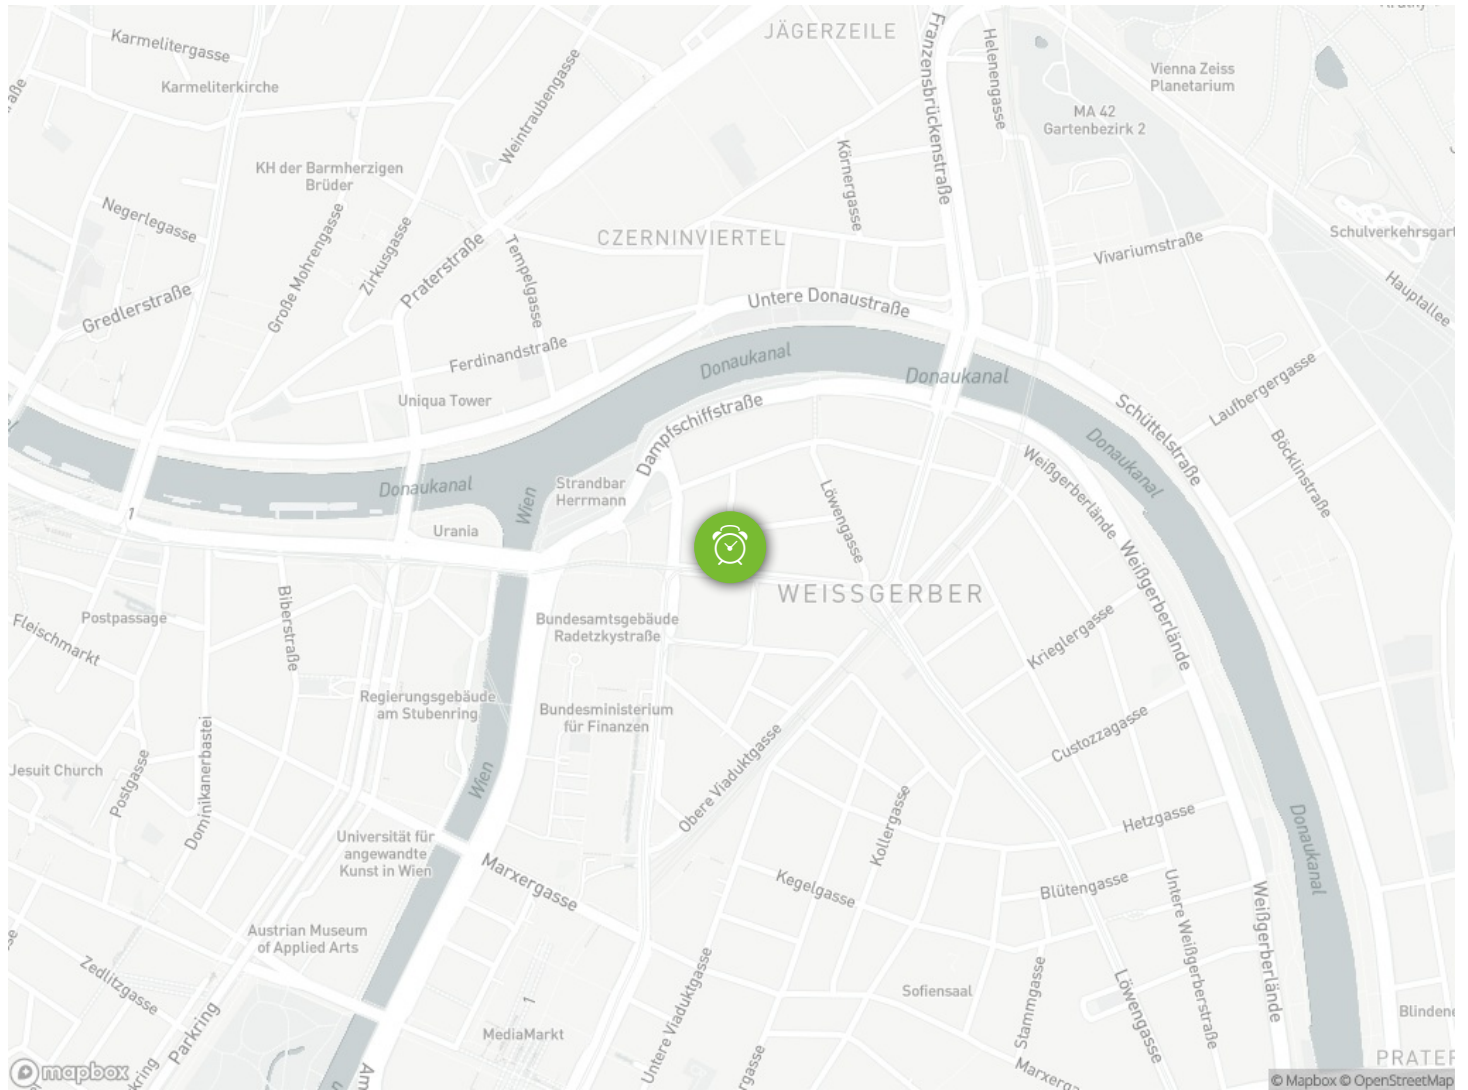 JÄGERZEILE
Karmelitergasse
Karmeliterkirche
Weintraubengasse
Franzensbrückenstraße
Helenengasse
Vienna Zeiss
Planetarium
MA 42
Gartenbezirk 2
KH der Barmherzigen
Brüder
Körnergasse
Negerlegasse
Große Mohrengasse
Zirkusgasse
Praterstraße
Tempelgasse
CZERNINVIERTEL
Vivariumstraße
Schulverkehrsgart
Hauptallee
Gredlerstraße
Untere Donaustraße
Ferdinandstraße
Donaukanal
Donaukanal
Laufbergergasse
Uniqua Tower
Dampfschiffstraße
Schüttelstraße
Donaukanal
Böcklinstraße
Weißgerberlände
Donaukanal
Strandbar
Herrmann
Wien
Löwengasse
1
Urania
Weißgerberlände
WEISSGERBER
Biberstraße
Postpassage
Fleischmarkt
Bundesamtsgebäude
Radetzkystraße
Krieglergasse
Regierungsgebäude
am Stubenring
Bundesministerium
für Finanzen
Custozzagasse
Jesuit Church
Postgasse
Dominikanerbastei
Wien
Obere Viaduktgasse
Kollergasse
Hetzgasse
Donaukanal
Universität für
angewandte
Kunst in Wien
Marxergasse
Kegelgasse
Blütengasse
Untere Weißgerberstraße
Weißgerberlände
Austrian Museum
of Applied Arts
Zedlitzgasse
Parkring
1
MediaMarkt
Untere Viaduktgasse
Sofiensaal
Stammgasse
Löwengasse
Marxerg
Blinden
PRATER
mapbox
© Mapbox © OpenStreetMap